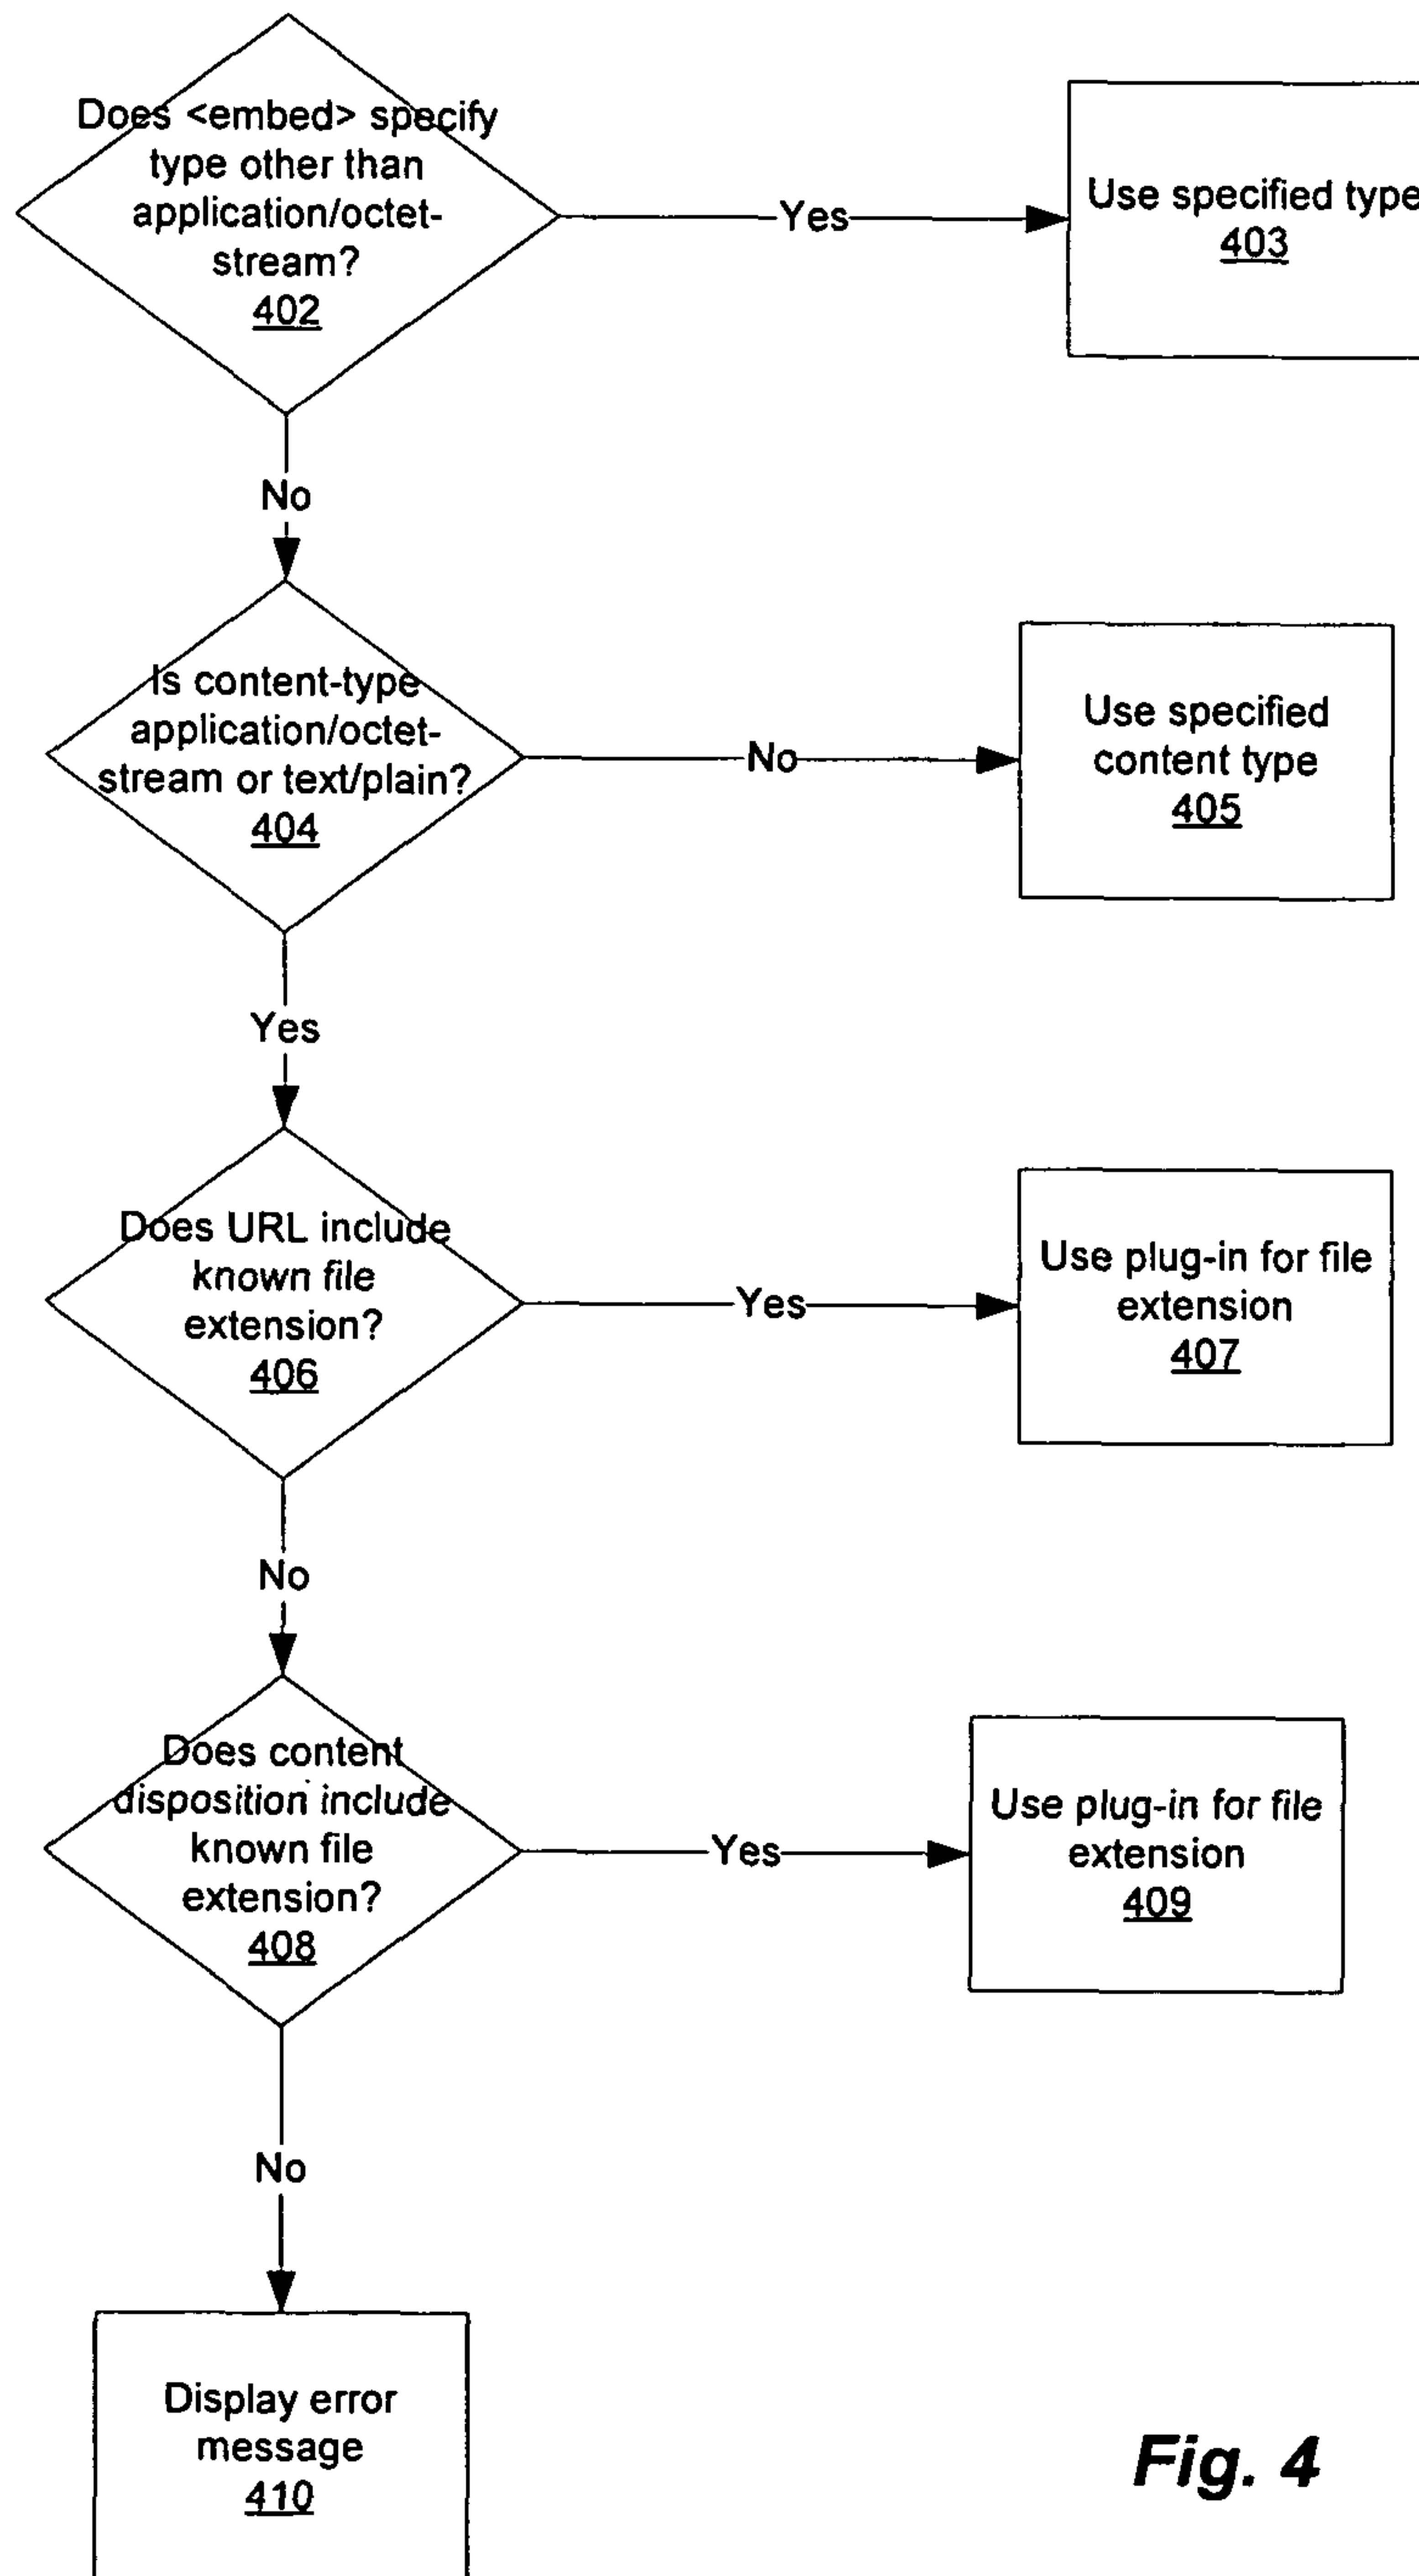 Does <embed> specify
type other than
application/octet-
stream?
402
Yes
Use specified type
403
No
Is content-type
application/octet-
stream or text/plain?
404
No
Use specified
content type
405
Yes
Does URL include
known file
extension?
406
Yes
Use plug-in for file
extension
407
No
Does content
disposition include
known file
extension?
408
Yes
Use plug-in for file
extension
409
No
Display error
message
410
Fig. 4